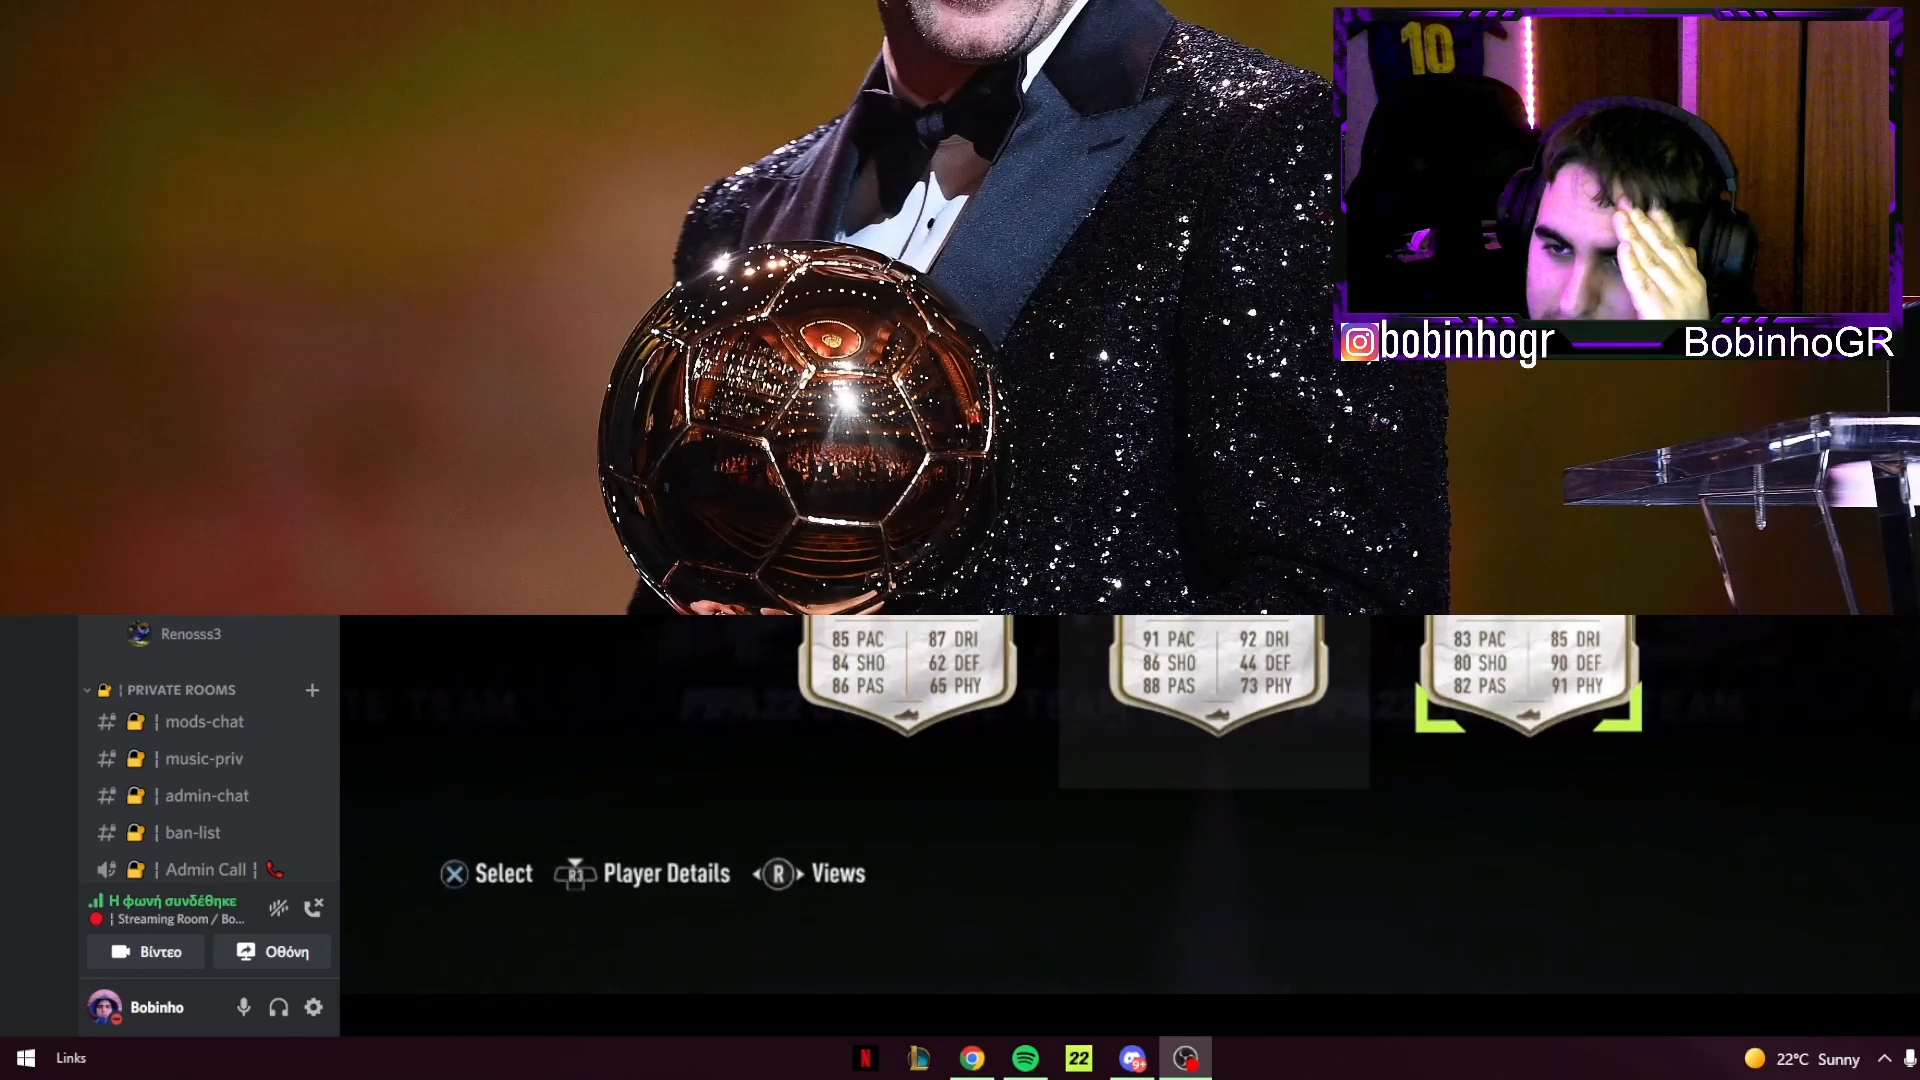 10
bobinhogr
BobinhoGR
Renosss3
| PRIVATE ROOMS +
| mods-chat
| music-priv
| admin-chat
| ban-list
| Admin Call |
Η φωνή συνδέθηκε
| Streaming Room / Bo...
Βίντεο
Οθόνη
Bobinho
85 PAC 87 DRI
84 SHO 62 DEF
86 PAS 65 PHY
91 PAC 92 DRI
86 SHO 44 DEF
88 PAS 73 PHY
83 PAC 85 DRI
80 SHO 90 DEF
82 PAS 91 PHY
Select R3 Player Details R Views
Links
N
22
9+
22°C Sunny